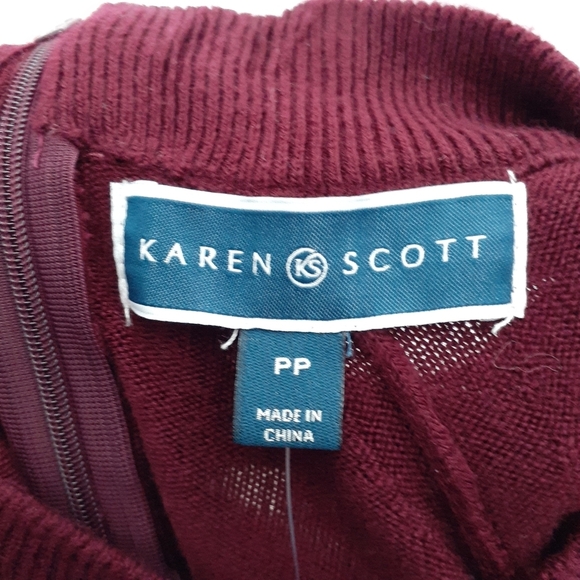 KAREN KS SCOTT
PP
MADE IN
CHINA